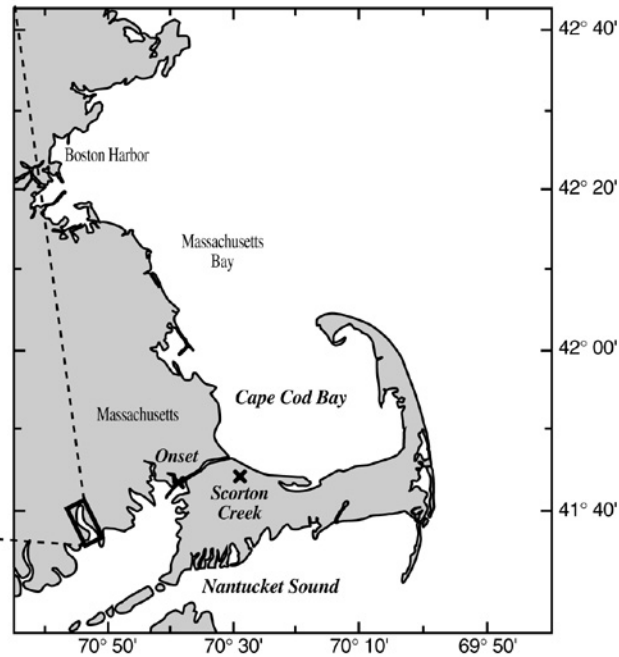 42° 40'
Boston Harbor
42° 20'
Massachusetts
Bay
42° 00'
Cape Cod Bay
Massachusetts
Onset
Scorton
Creek
41° 40'
Nantucket Sound
70° 50'
70° 30'
70° 10'
69° 50'